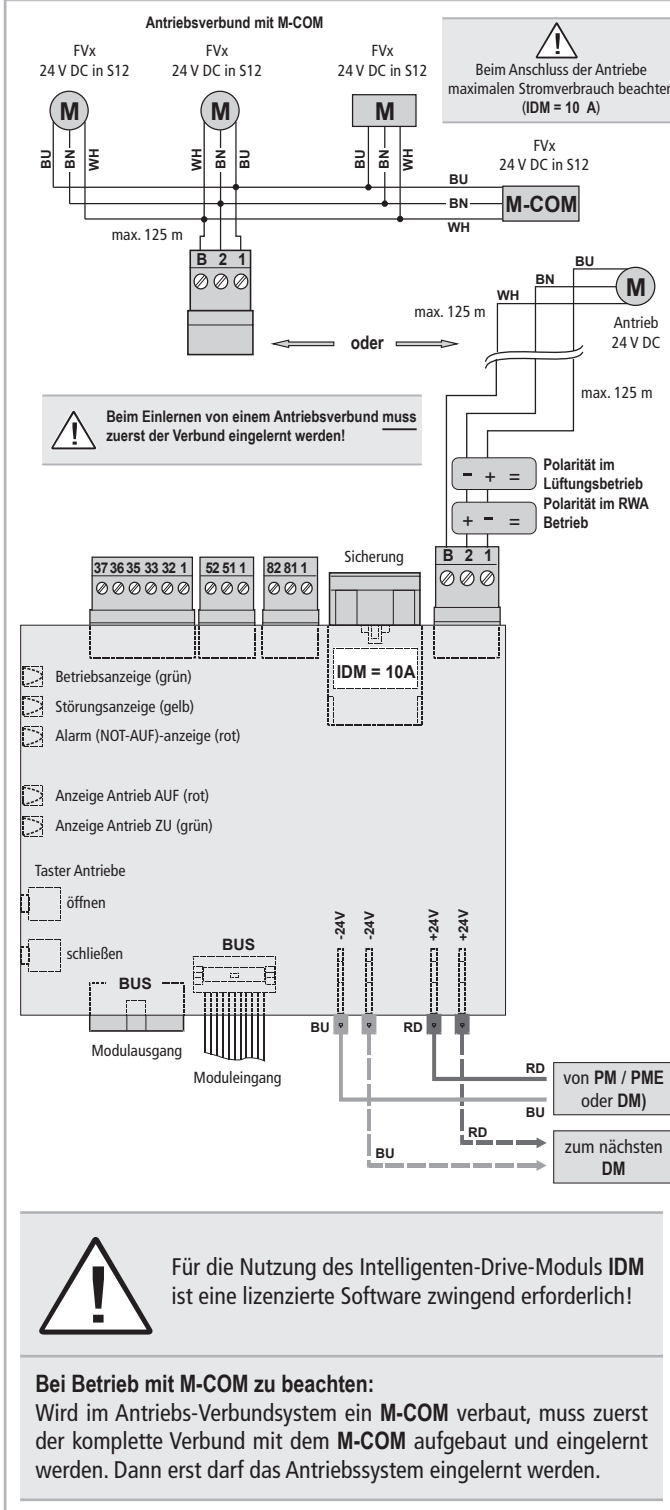 Antriebsverbund mit M-COM
FVx
24 V DC in S12
FVx
24 V DC in S12
FVx
24 V DC in S12
!
Beim Anschluss der Antriebe
maximalen Stromverbrauch beachten
(IDM = 10 A)
M
M
M
FVx
24 V DC in S12
BU
BN
WH
WH
BN
BU
BU
BN
WH
BU
BN
WH
M-COM
max. 125 m
B 2 1
oder
max. 125 m
WH
BN
BU
M
Antrieb
24 V DC
max. 125 m
!
Beim Einlernen von einem Antriebsverbund muss
zuerst der Verbund eingelernt werden!
- + =
Polarität im
Lüftungsbetrieb
+ - =
Polarität im RWA
Betrieb
37 36 35 33 32 1
52 51 1
82 81 1
Sicherung
B 2 1
IDM = 10A
Betriebsanzeige (grün)
Störungsanzeige (gelb)
Alarm (NOT-AUF)-anzeige (rot)
Anzeige Antrieb AUF (rot)
Anzeige Antrieb ZU (grün)
Taster Antriebe
öffnen
schließen
BUS
Modulausgang
BUS
Moduleingang
-24V
-24V
+24V
+24V
BU
RD
RD
BU
von PM / PME
oder DM)
RD
BU
zum nächsten
DM
!
Für die Nutzung des Intelligenten-Drive-Moduls IDM
ist eine lizenzierte Software zwingend erforderlich!
Bei Betrieb mit M-COM zu beachten:
Wird im Antriebs-Verbundsystem ein M-COM verbaut, muss zuerst
der komplette Verbund mit dem M-COM aufgebaut und eingelernt
werden. Dann erst darf das Antriebssystem eingelernt werden.